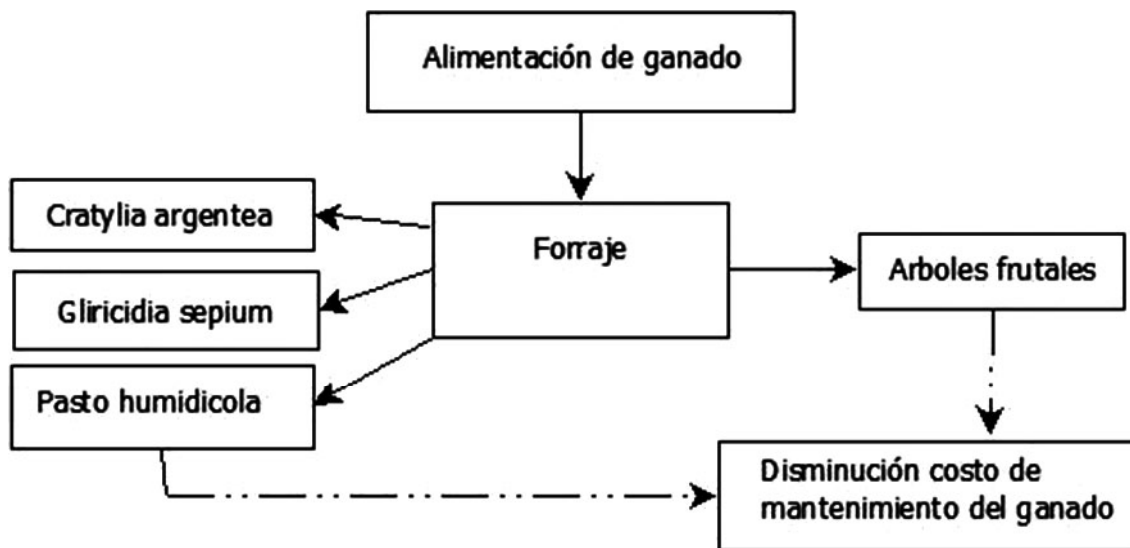 Alimentación de ganado
Cratylia argentea
Forraje
Arboles frutales
Gliricidia sepium
Pasto humidicola
Disminución costo de
mantenimiento del ganado